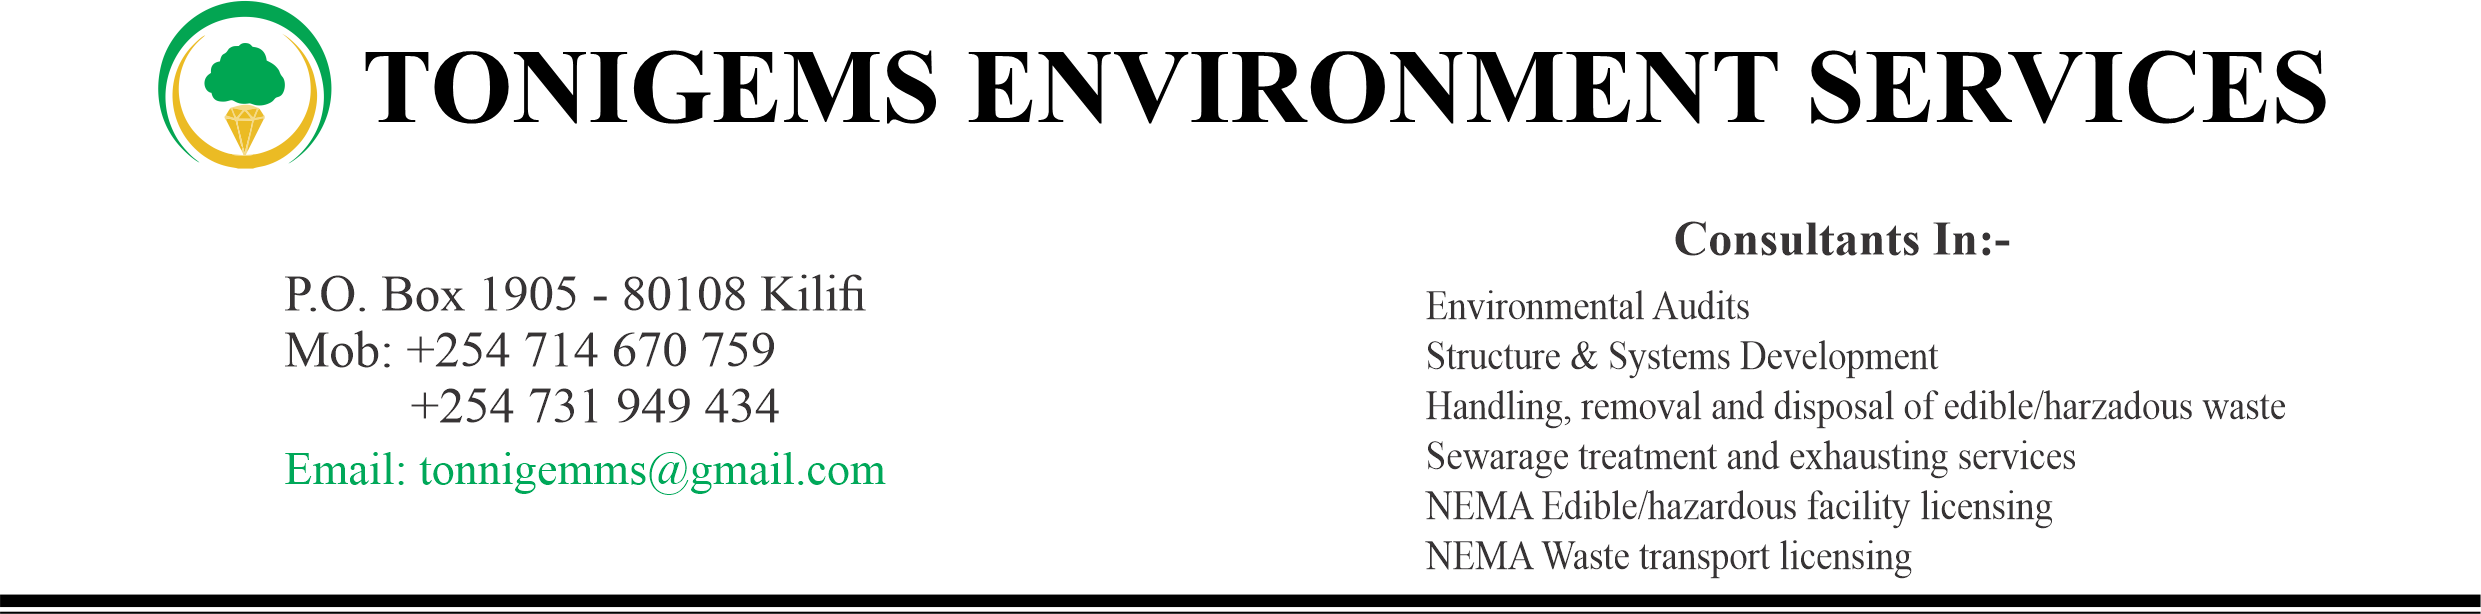 TONIGEMS ENVIRONMENT SERVICES
P.O. Box 1905 - 80108 Kilifi
Mob: +254 714 670 759
+254 731 949 434
Email: tonnigemms@gmail.com
Consultants In:-
Environmental Audits
Structure & Systems Development
Handling, removal and disposal of edible/harzadous waste
Sewarage treatment and exhausting services
NEMA Edible/hazardous facility licensing
NEMA Waste transport licensing